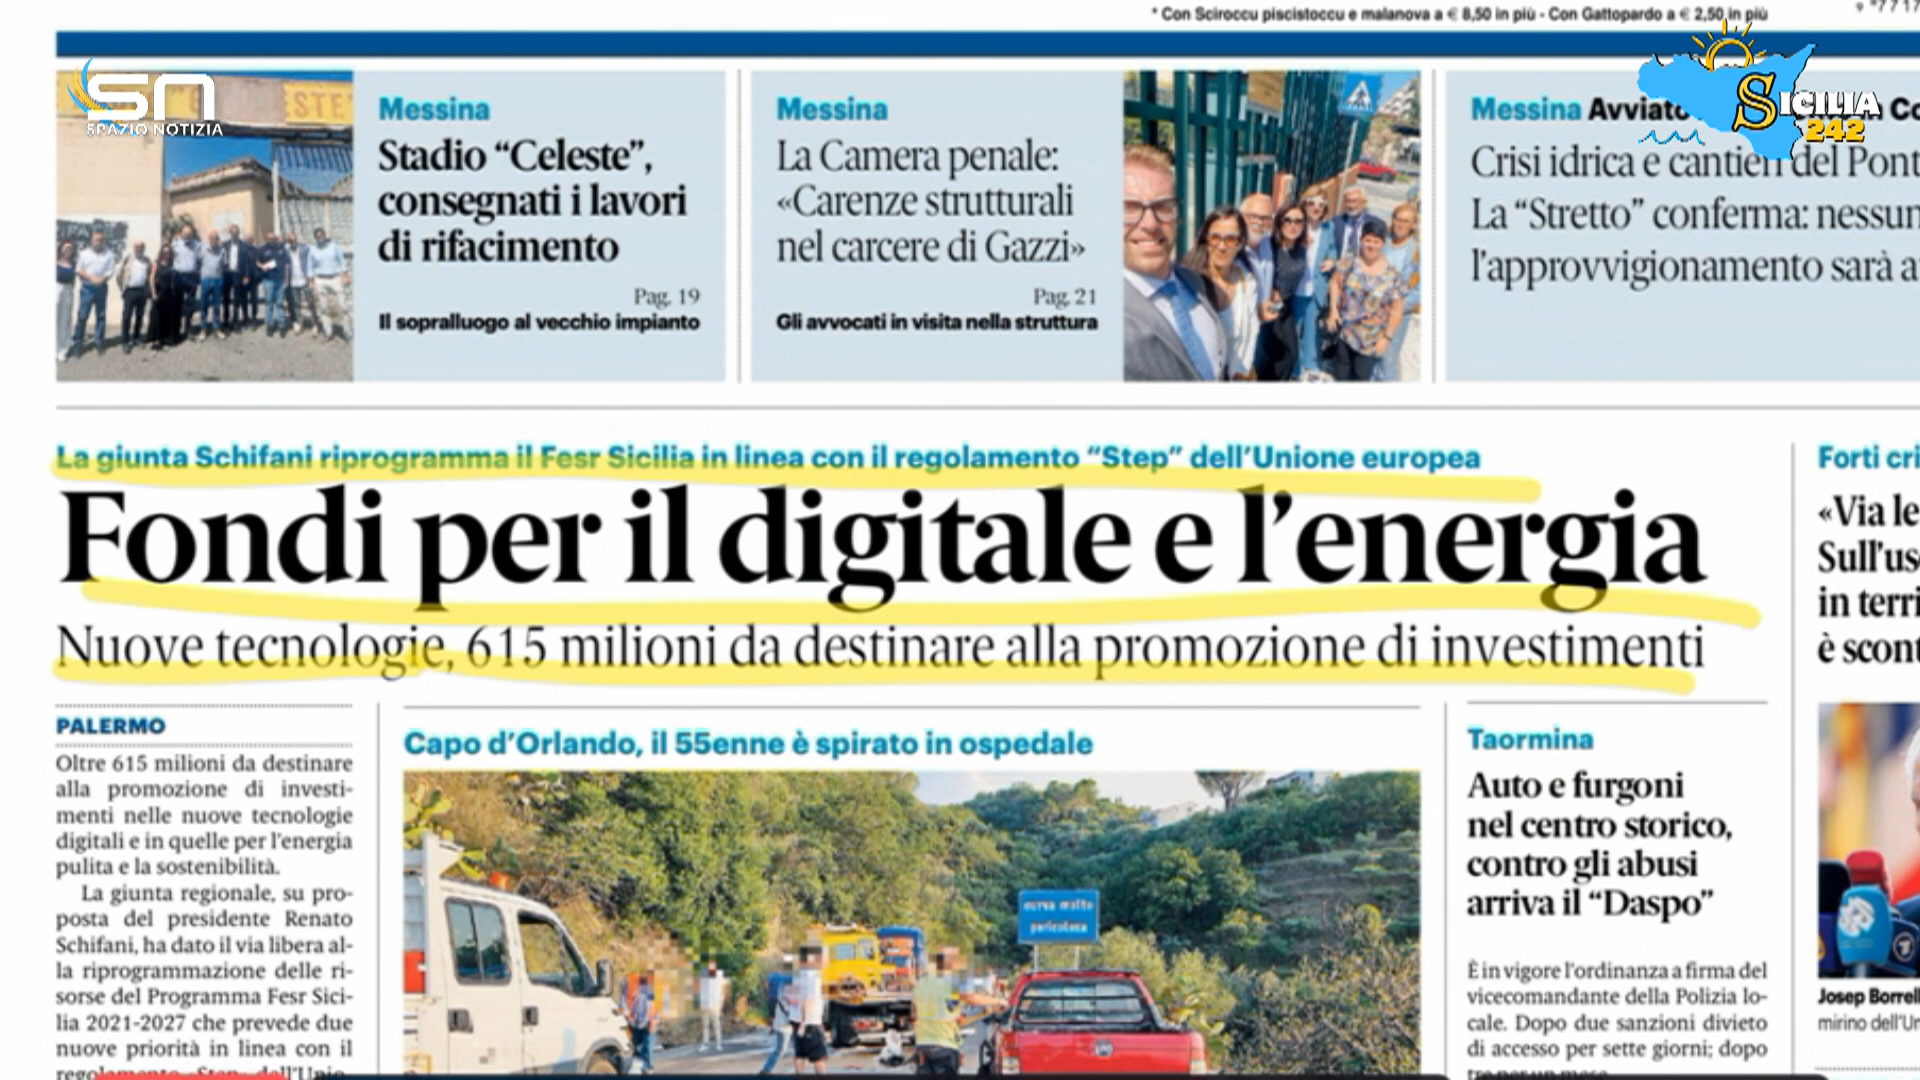 * Con Sciroccu piscistoccu e malanova a € 8,50 in più - Con Gattopardo a € 2,50 in più
SN
SPAZIO NOTIZIA
STE
Messina
Stadio “Celeste”,
consegnati i lavori
di rifacimento
Pag. 19
Il sopralluogo al vecchio impianto
Messina
La Camera penale:
«Carenze strutturali
nel carcere di Gazzi»
Pag. 21
Gli avvocati in visita nella struttura
SICILIA
242
Messina
Crisi idrica e cantieri del
La “Stretto” conferma:
l'approvvigionamento sarà
La giunta Schifani riprogramma il Fesr Sicilia in linea con il regolamento “Step” dell'Unione europea
Fondi per il digitale e l'energia
Nuove tecnologie, 615 milioni da destinare alla promozione di investimenti
Forti
«Via le
in
è
PALERMO
Oltre 615 milioni da destinare
alla promozione di investi-
menti nelle nuove tecnologie
digitali e in quelle per l'energia
pulita e la sostenibilità.
La giunta regionale, su pro-
posta del presidente Renato
Schifani, ha dato il via libera al-
la riprogrammazione delle ri-
sorse del Programma Fesr Sici-
lia 2021-2027 che prevede due
nuove priorità in linea con il
Capo d'Orlando, il 55enne è spirato in ospedale
curva molto
pericolosa
Taormina
Auto e furgoni
nel centro storico,
contro gli abusi
arriva il “Daspo”
È in vigore l'ordinanza a firma del
vicecomandante della Polizia lo-
cale. Dopo due sanzioni divieto
di accesso per sette giorni; dopo
Josep
mirino